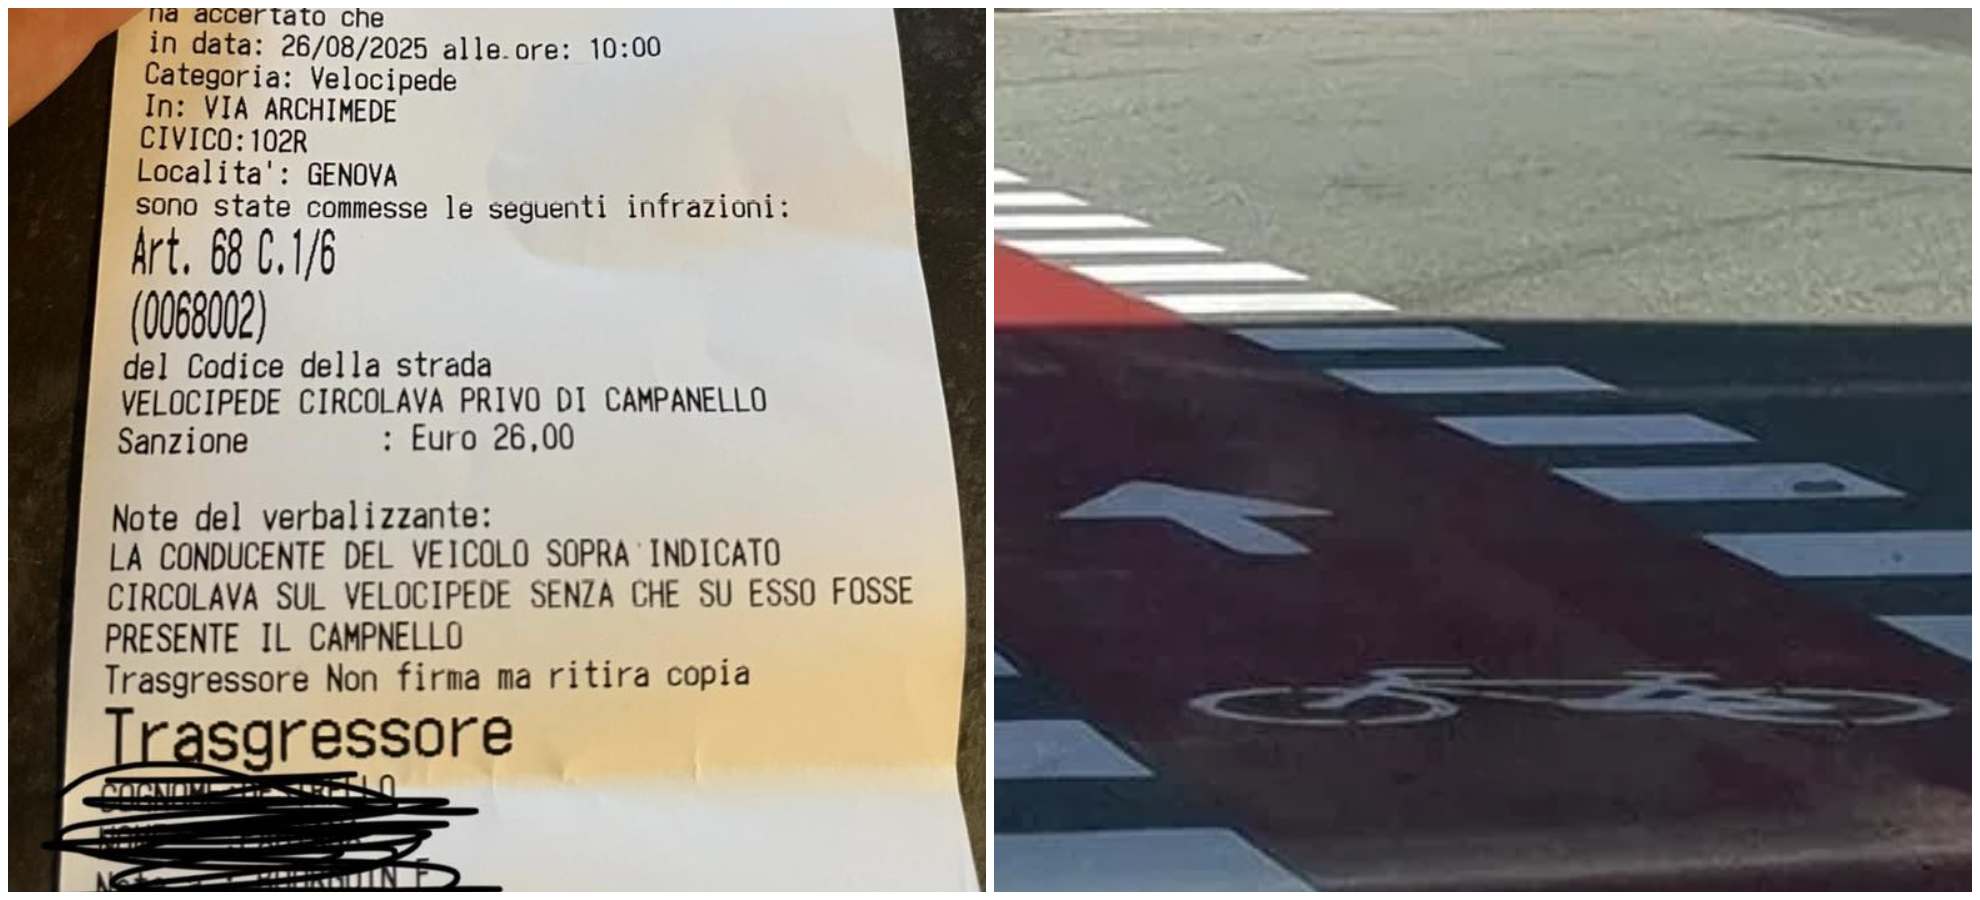 ha accertato che
in data: 26/08/2025 alle ore: 10:00
Categoria: Velocipede
In: VIA ARCHIMEDE
CIVICO:102R
Localita': GENOVA
sono state commesse le seguenti infrazioni:
Art. 68 C.1/6
(0068002)
del Codice della strada
VELOCIPEDE CIRCOLAVA PRIVO DI CAMPANELLO
Sanzione : Euro 26,00
Note del verbalizzante:
LA CONDUCENTE DEL VEICOLO SOPRA INDICATO
CIRCOLAVA SUL VELOCIPEDE SENZA CHE SU ESSO FOSSE
PRESENTE IL CAMPNELLO
Trasgressore Non firma ma ritira copia
Trasgressore